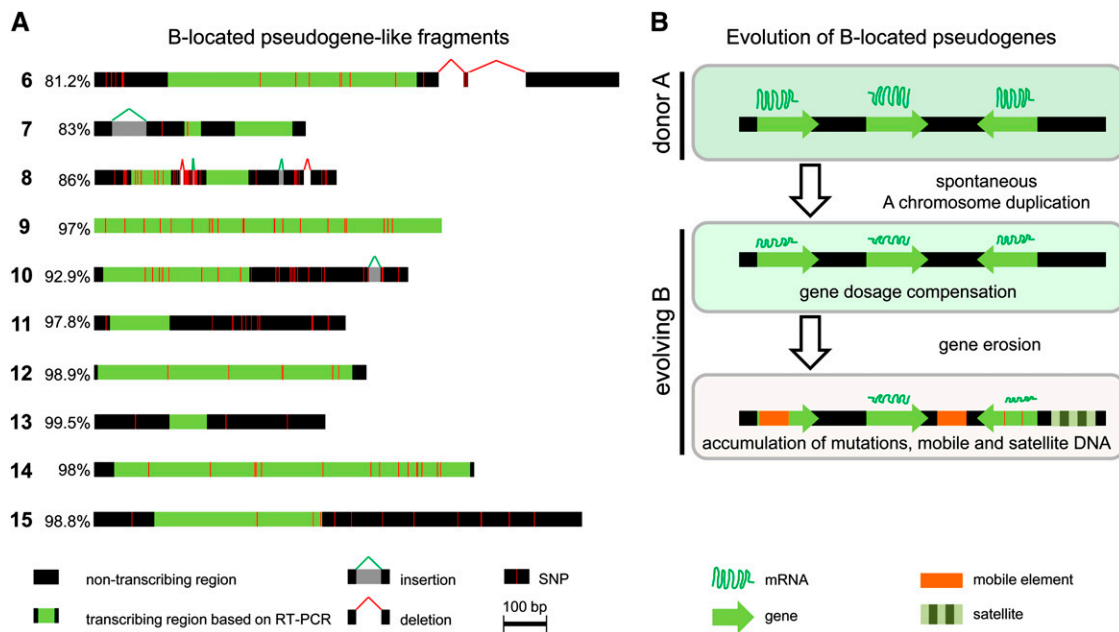 A
B-located pseudogene-like fragments
6 81.2%
7 83%
8 86%
9 97%
10 92.9%
11 97.8%
12 98.9%
13 99.5%
14 98%
15 98.8%
non-transcribing region
transcribing region based on RT-PCR
insertion
deletion
SNP
100 bp
B
Evolution of B-located pseudogenes
donor A
spontaneous
A chromosome duplication
evolving B
gene dosage compensation
gene erosion
accumulation of mutations, mobile and satellite DNA
mRNA
gene
mobile element
satellite